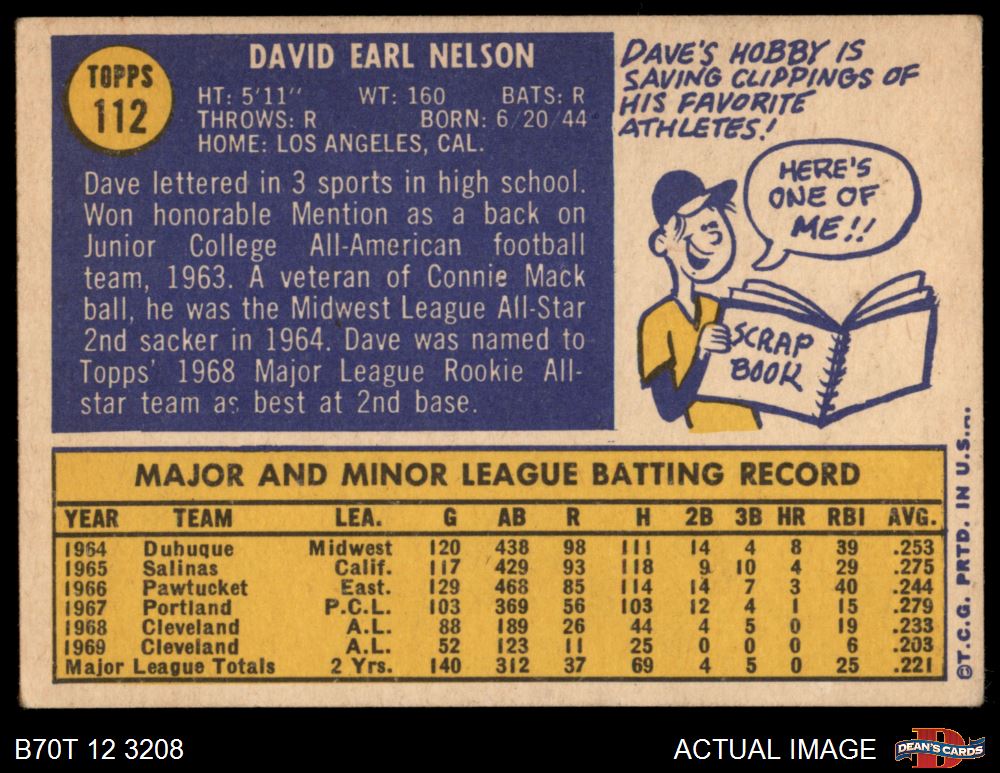 TOPPS
112
DAVID EARL NELSON
HT: 5'11" WT: 160 BATS: R
THROWS: R BORN: 6/20/44
HOME: LOS ANGELES, CAL.
Dave lettered in 3 sports in high school.
Won honorable Mention as a back on
Junior College All-American football
team, 1963. A veteran of Connie Mack
ball, he was the Midwest League All-Star
2nd sacker in 1964. Dave was named to
Topps' 1968 Major League Rookie All-
star team as best at 2nd base.
DAVE'S HOBBY IS
SAVING CLIPPINGS OF
HIS FAVORITE
ATHLETES!
HERE'S
ONE OF
ME!!
SCRAP
BOOK
MAJOR AND MINOR LEAGUE BATTING RECORD
YEAR TEAM LEA. G AB R H 2B 3B HR RBI AVG.
1964 Dubuque Midwest 120 438 98 111 14 4 8 39 .253
1965 Salinas Calif. 117 429 93 118 9 10 4 29 .275
1966 Pawtucket East. 129 468 85 114 14 7 3 40 .244
1967 Portland P.C.L. 103 369 56 103 12 4 1 15 .279
1968 Cleveland A.L. 88 189 26 44 4 5 0 19 .233
1969 Cleveland A.L. 52 123 11 25 0 0 0 6 .203
Major League Totals 2 Yrs. 140 312 37 69 4 5 0 25 .221
©T.C.G. PRTD. IN U.S.A.
B70T 12 3208
ACTUAL IMAGE
D
DEAN'S CARDS